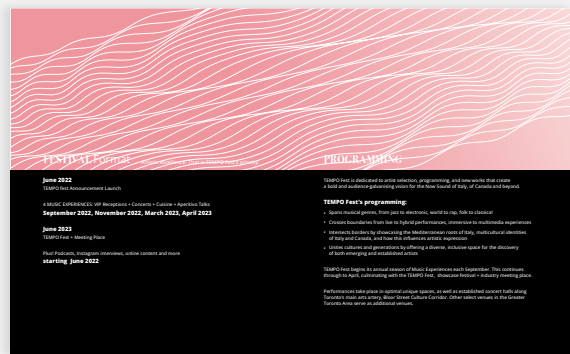 FESTIVAL Format
PROGRAMMING
June 2022
TEMPO fest Announcement Launch
4 MUSIC EXPERIENCES: VIP Receptions + Concerts + Cuisine + Aperitivo Talks
September 2022, November 2022, March 2023, April 2023
June 2023
TEMPO Fest + Meeting Place
Plus! Podcasts, Instagram interviews, online content and more
starting June 2022
TEMPO Fest is dedicated to artist selection, programming, and new works that create
a bold and audience-galvanising vision for the Now Sound of Italy, of Canada and beyond.
TEMPO Fest's programming:
• Spans musical genres, from jazz to electronic, world to rap, folk to classical
• Crosses boundaries from live to hybrid performances, immersive to multimedia experiences
• Intersects borders by showcasing the Mediterranean roots of Italy, multicultural identities
of Italy and Canada, and how this influences artistic expression
• Unites cultures and generations by offering a diverse, inclusive space for the discovery
of both emerging and established artists
TEMPO Fest begins its annual season of Music Experiences each September. This continues
through to April, culminating with the TEMPO Fest, showcase festival + industry meeting place.
Performances take place in optimal unique spaces, as well as established concert halls along
Toronto's main arts artery, Bloor Street Culture Corridor. Other select venues in the Greater
Toronto Area serve as additional venues.